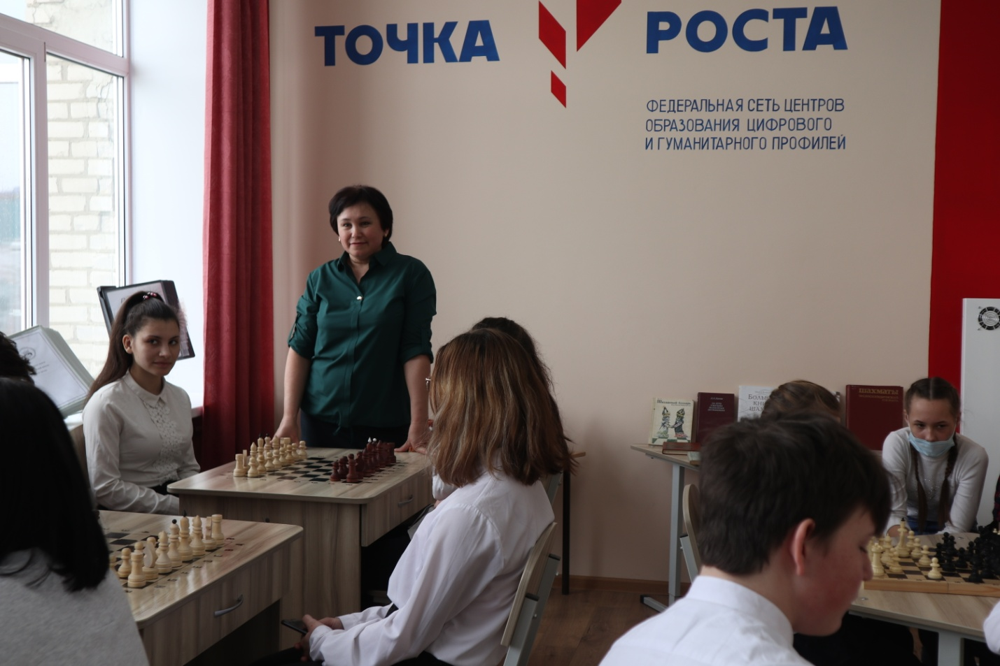 ТОЧКА РОСТА
ФЕДЕРАЛЬНАЯ СЕТЬ ЦЕНТРОВ
ОБРАЗОВАНИЯ ЦИФРОВОГО
И ГУМАНИТАРНОГО ПРОФИЛЕЙ
ШАХМАТЫ